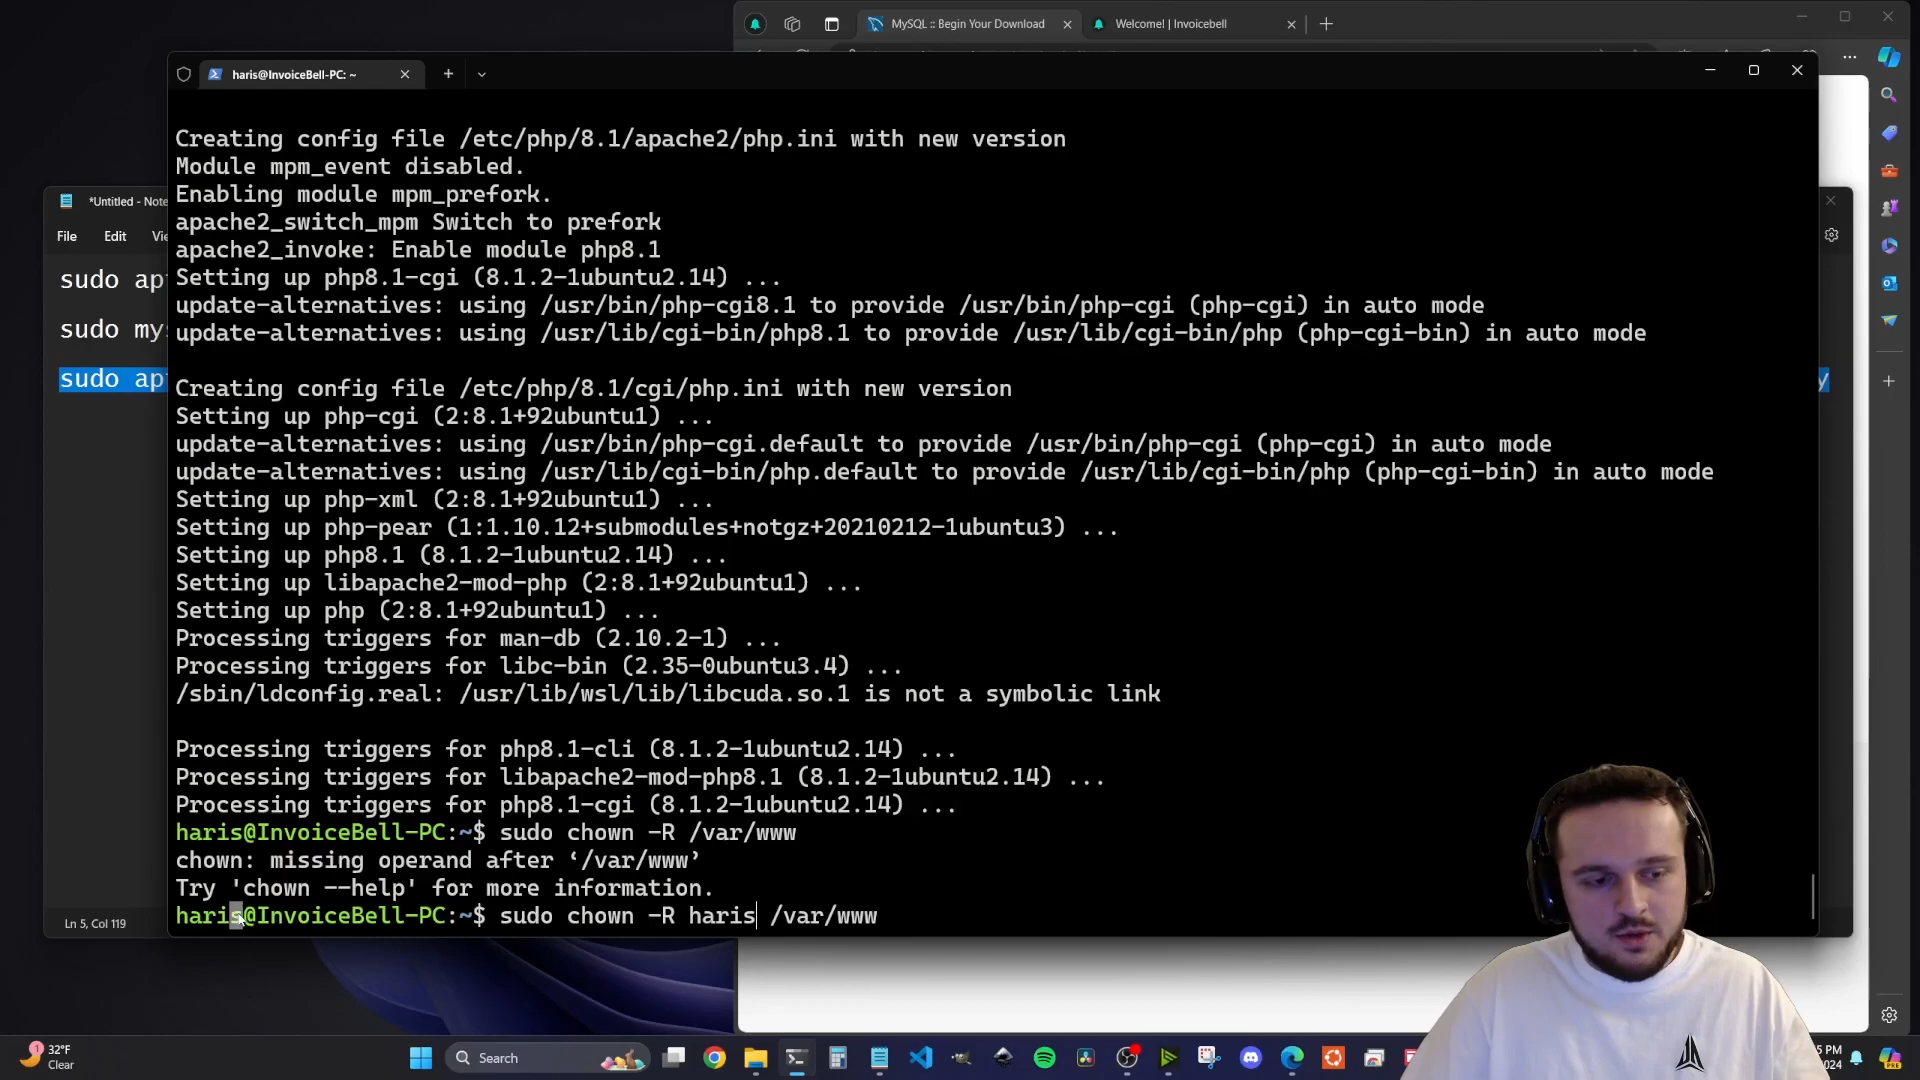 MySQL :: Begin Your Download
Welcome! | Invoicebell
haris@InvoiceBell-PC: ~
*Untitled - Note
File Edit Vie
sudo ap
sudo my
sudo ap
y
Creating config file /etc/php/8.1/apache2/php.ini with new version
Module mpm_event disabled.
Enabling module mpm_prefork.
apache2_switch_mpm Switch to prefork
apache2_invoke: Enable module php8.1
Setting up php8.1-cgi (8.1.2-1ubuntu2.14) ...
update-alternatives: using /usr/bin/php-cgi8.1 to provide /usr/bin/php-cgi (php-cgi) in auto mode
update-alternatives: using /usr/lib/cgi-bin/php8.1 to provide /usr/lib/cgi-bin/php (php-cgi-bin) in auto mode
Creating config file /etc/php/8.1/cgi/php.ini with new version
Setting up php-cgi (2:8.1+92ubuntu1) ...
update-alternatives: using /usr/bin/php-cgi.default to provide /usr/bin/php-cgi (php-cgi) in auto mode
update-alternatives: using /usr/lib/cgi-bin/php.default to provide /usr/lib/cgi-bin/php (php-cgi-bin) in auto mode
Setting up php-xml (2:8.1+92ubuntu1) ...
Setting up php-pear (1:1.10.12+submodules+notgz+20210212-1ubuntu3) ...
Setting up php8.1 (8.1.2-1ubuntu2.14) ...
Setting up libapache2-mod-php (2:8.1+92ubuntu1) ...
Setting up php (2:8.1+92ubuntu1) ...
Processing triggers for man-db (2.10.2-1) ...
Processing triggers for libc-bin (2.35-0ubuntu3.4) ...
/sbin/ldconfig.real: /usr/lib/wsl/lib/libcuda.so.1 is not a symbolic link
Processing triggers for php8.1-cli (8.1.2-1ubuntu2.14) ...
Processing triggers for libapache2-mod-php8.1 (8.1.2-1ubuntu2.14) ...
Processing triggers for php8.1-cgi (8.1.2-1ubuntu2.14) ...
haris@InvoiceBell-PC:~$ sudo chown -R /var/www
chown: missing operand after ‘/var/www’
Try 'chown --help' for more information.
haris@InvoiceBell-PC:~$ sudo chown -R haris /var/www
Ln 5, Col 119
1
32°F
Clear
Search
5 PM
2024